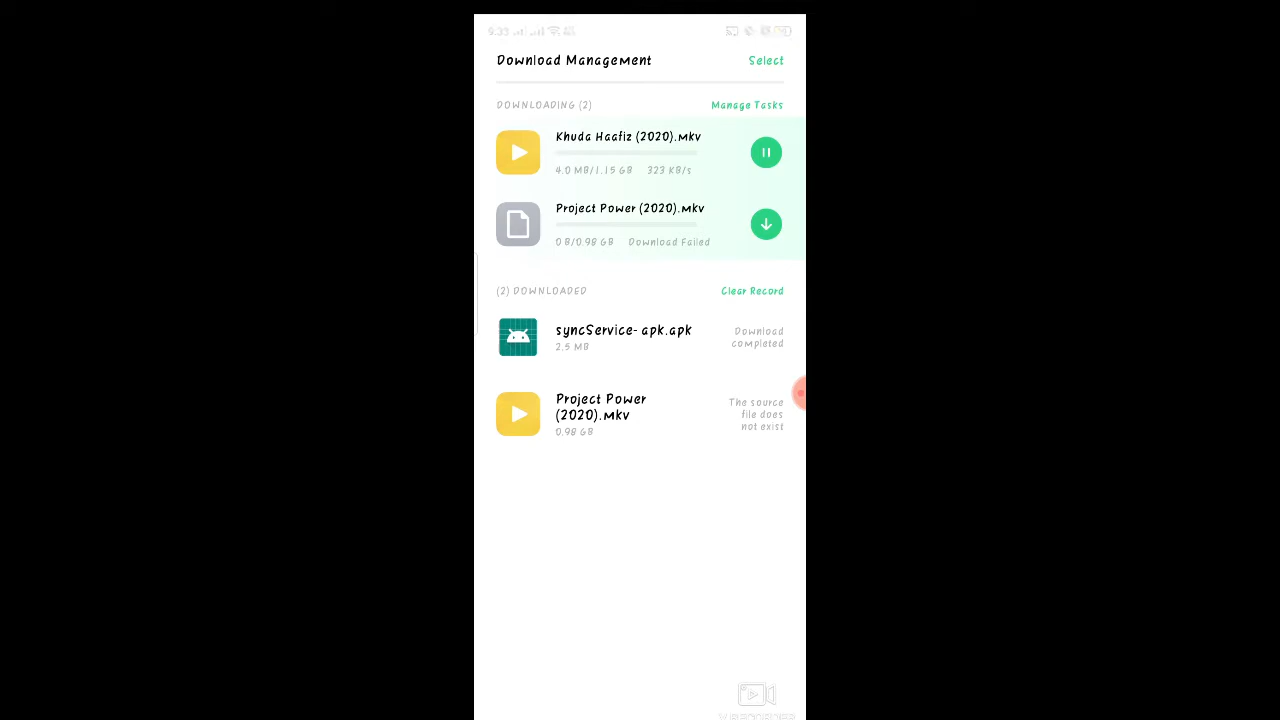 9:33
Download Management
Select
DOWNLOADING (2)
Manage Tasks
Khuda Haafiz (2020).mkv
4.0 MB/1.15 GB 323 KB/s
Project Power (2020).mkv
0 B/0.98 GB Download Failed
(2) DOWNLOADED
Clear Record
syncService- apk.apk
2.5 MB
Download
completed
Project Power
(2020).mkv
0.98 GB
The source
file does
not exist